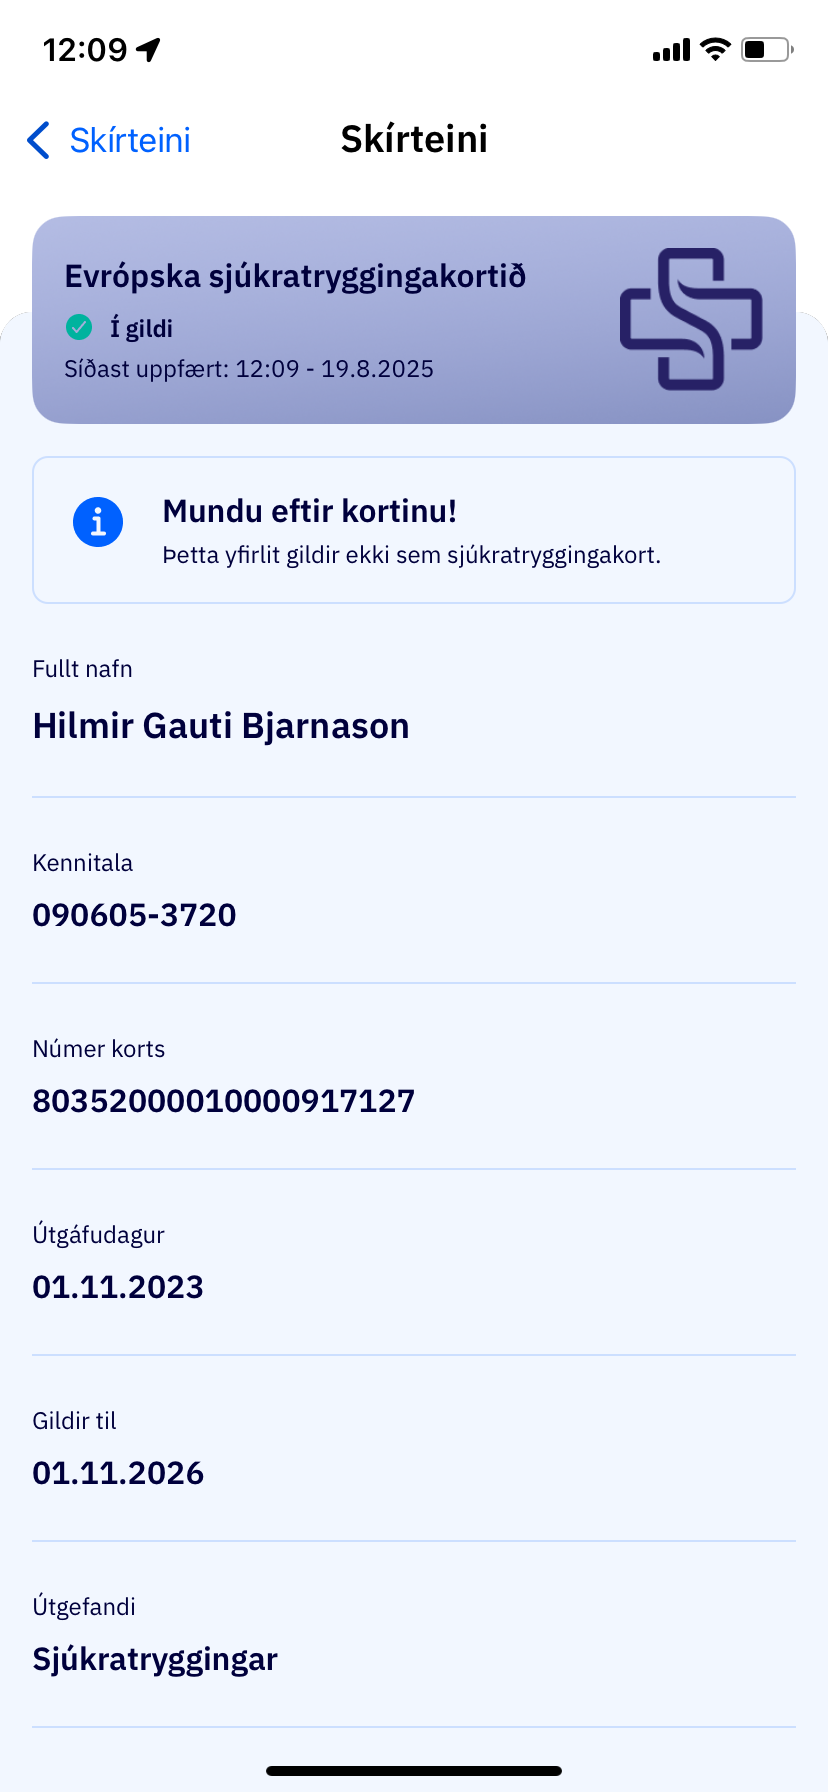 12:09
Skírteini
Skírteini
Evrópska sjúkratryggingakortið
Í gildi
Síðast uppfært: 12:09 - 19.8.2025
Mundu eftir kortinu!
Þetta yfirlit gildir ekki sem sjúkratryggingakort.
Fullt nafn
Hilmir Gauti Bjarnason
Kennitala
090605-3720
Númer korts
80352000010000917127
Útgáfudagur
01.11.2023
Gildir til
01.11.2026
Útgefandi
Sjúkratryggingar